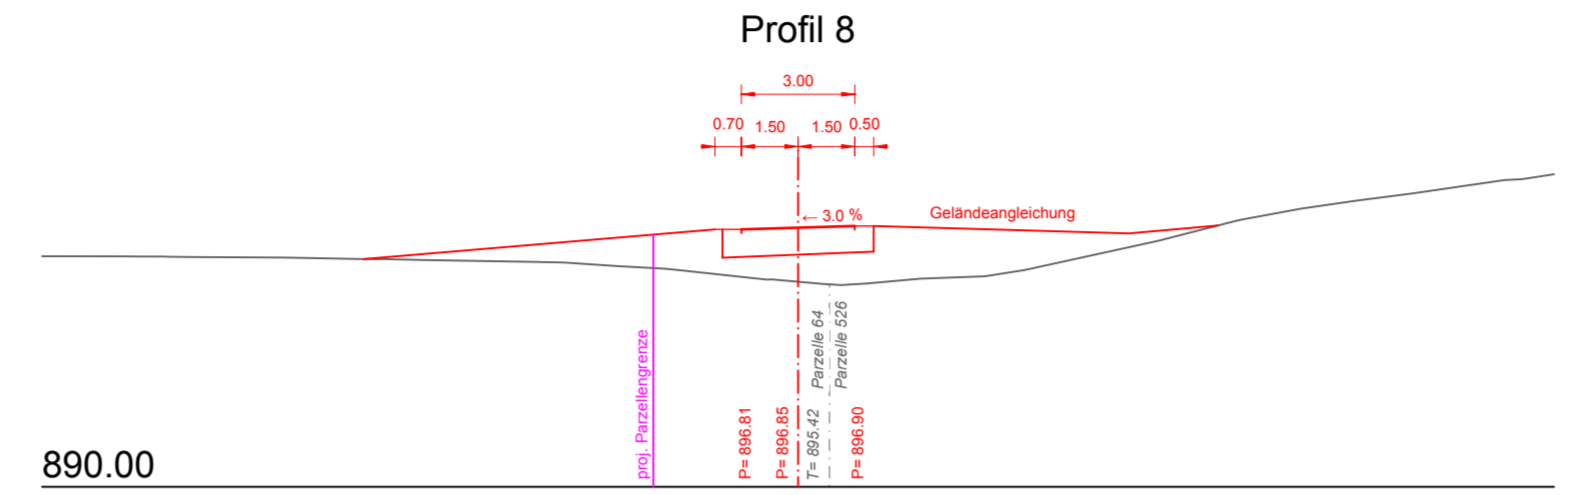 Profil 8
3.00
0.70 1.50 1.50 0.50
← 3.0 %
Geländeangleichung
proj. Parzellengrenze
P= 896.81
P= 896.85
T= 895.42
Parzelle 64
Parzelle 526
P= 896.90
890.00